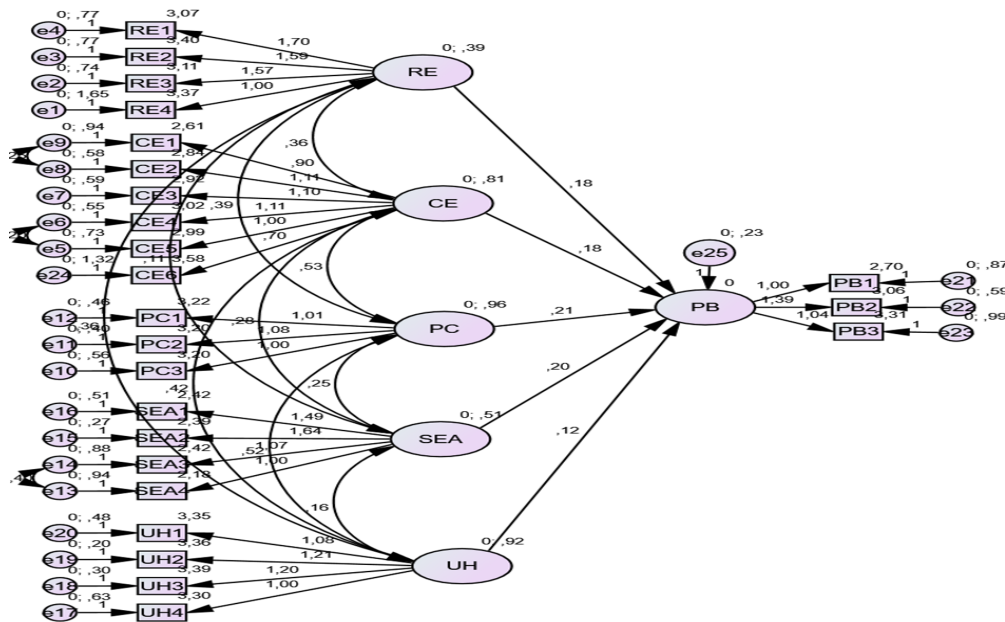 0; ,77
3,07
e4
1
RE1
0; ,77
3,40
e3
1
RE2
0; ,74
3,11
e2
1
RE3
0; 1,65
3,37
e1
1
RE4
1,70
1,59
1,57
1,00
0; ,39
RE
0; ,94
2,61
e9
1
CE1
0; ,58
2,84
e8
1
CE2
0; ,59
2,92
e7
1
CE3
0; ,55
3,02
,39
e6
1
CE4
0; ,73
2,99
e5
1
CE5
0; 1,32
,11
3,58
e24
1
CE6
,36
,90
1,11
1,10
1,11
1,00
,70
0; ,81
CE
,18
,18
,53
0; ,46
3,22
e12
1
PC1
3,20
e11
1
PC2
0; ,56
3,20
e10
1
PC3
,28
1,01
1,08
1,00
0; ,96
PC
,21
0; ,23
e25
1
0
PB
1,00
1,39
1,04
2,70
PB1
1
0; ,87
e21
3,06
PB2
1
0; ,59
e22
3,31
PB3
1
0; ,99
e23
,42
,25
0; ,51
2,42
e16
1
SEA1
0; ,27
2,39
e15
1
SEA2
0; ,88
2,42
e14
1
SEA3
0; ,94
2,18
e13
1
SEA4
1,49
1,64
1,07
,52
1,00
0; ,51
SEA
,20
,16
,12
0; ,48
3,35
e20
1
UH1
0; ,20
3,36
e19
1
UH2
0; ,30
3,39
e18
1
UH3
0; ,63
3,30
e17
1
UH4
1,08
1,21
1,20
1,00
0; ,92
UH